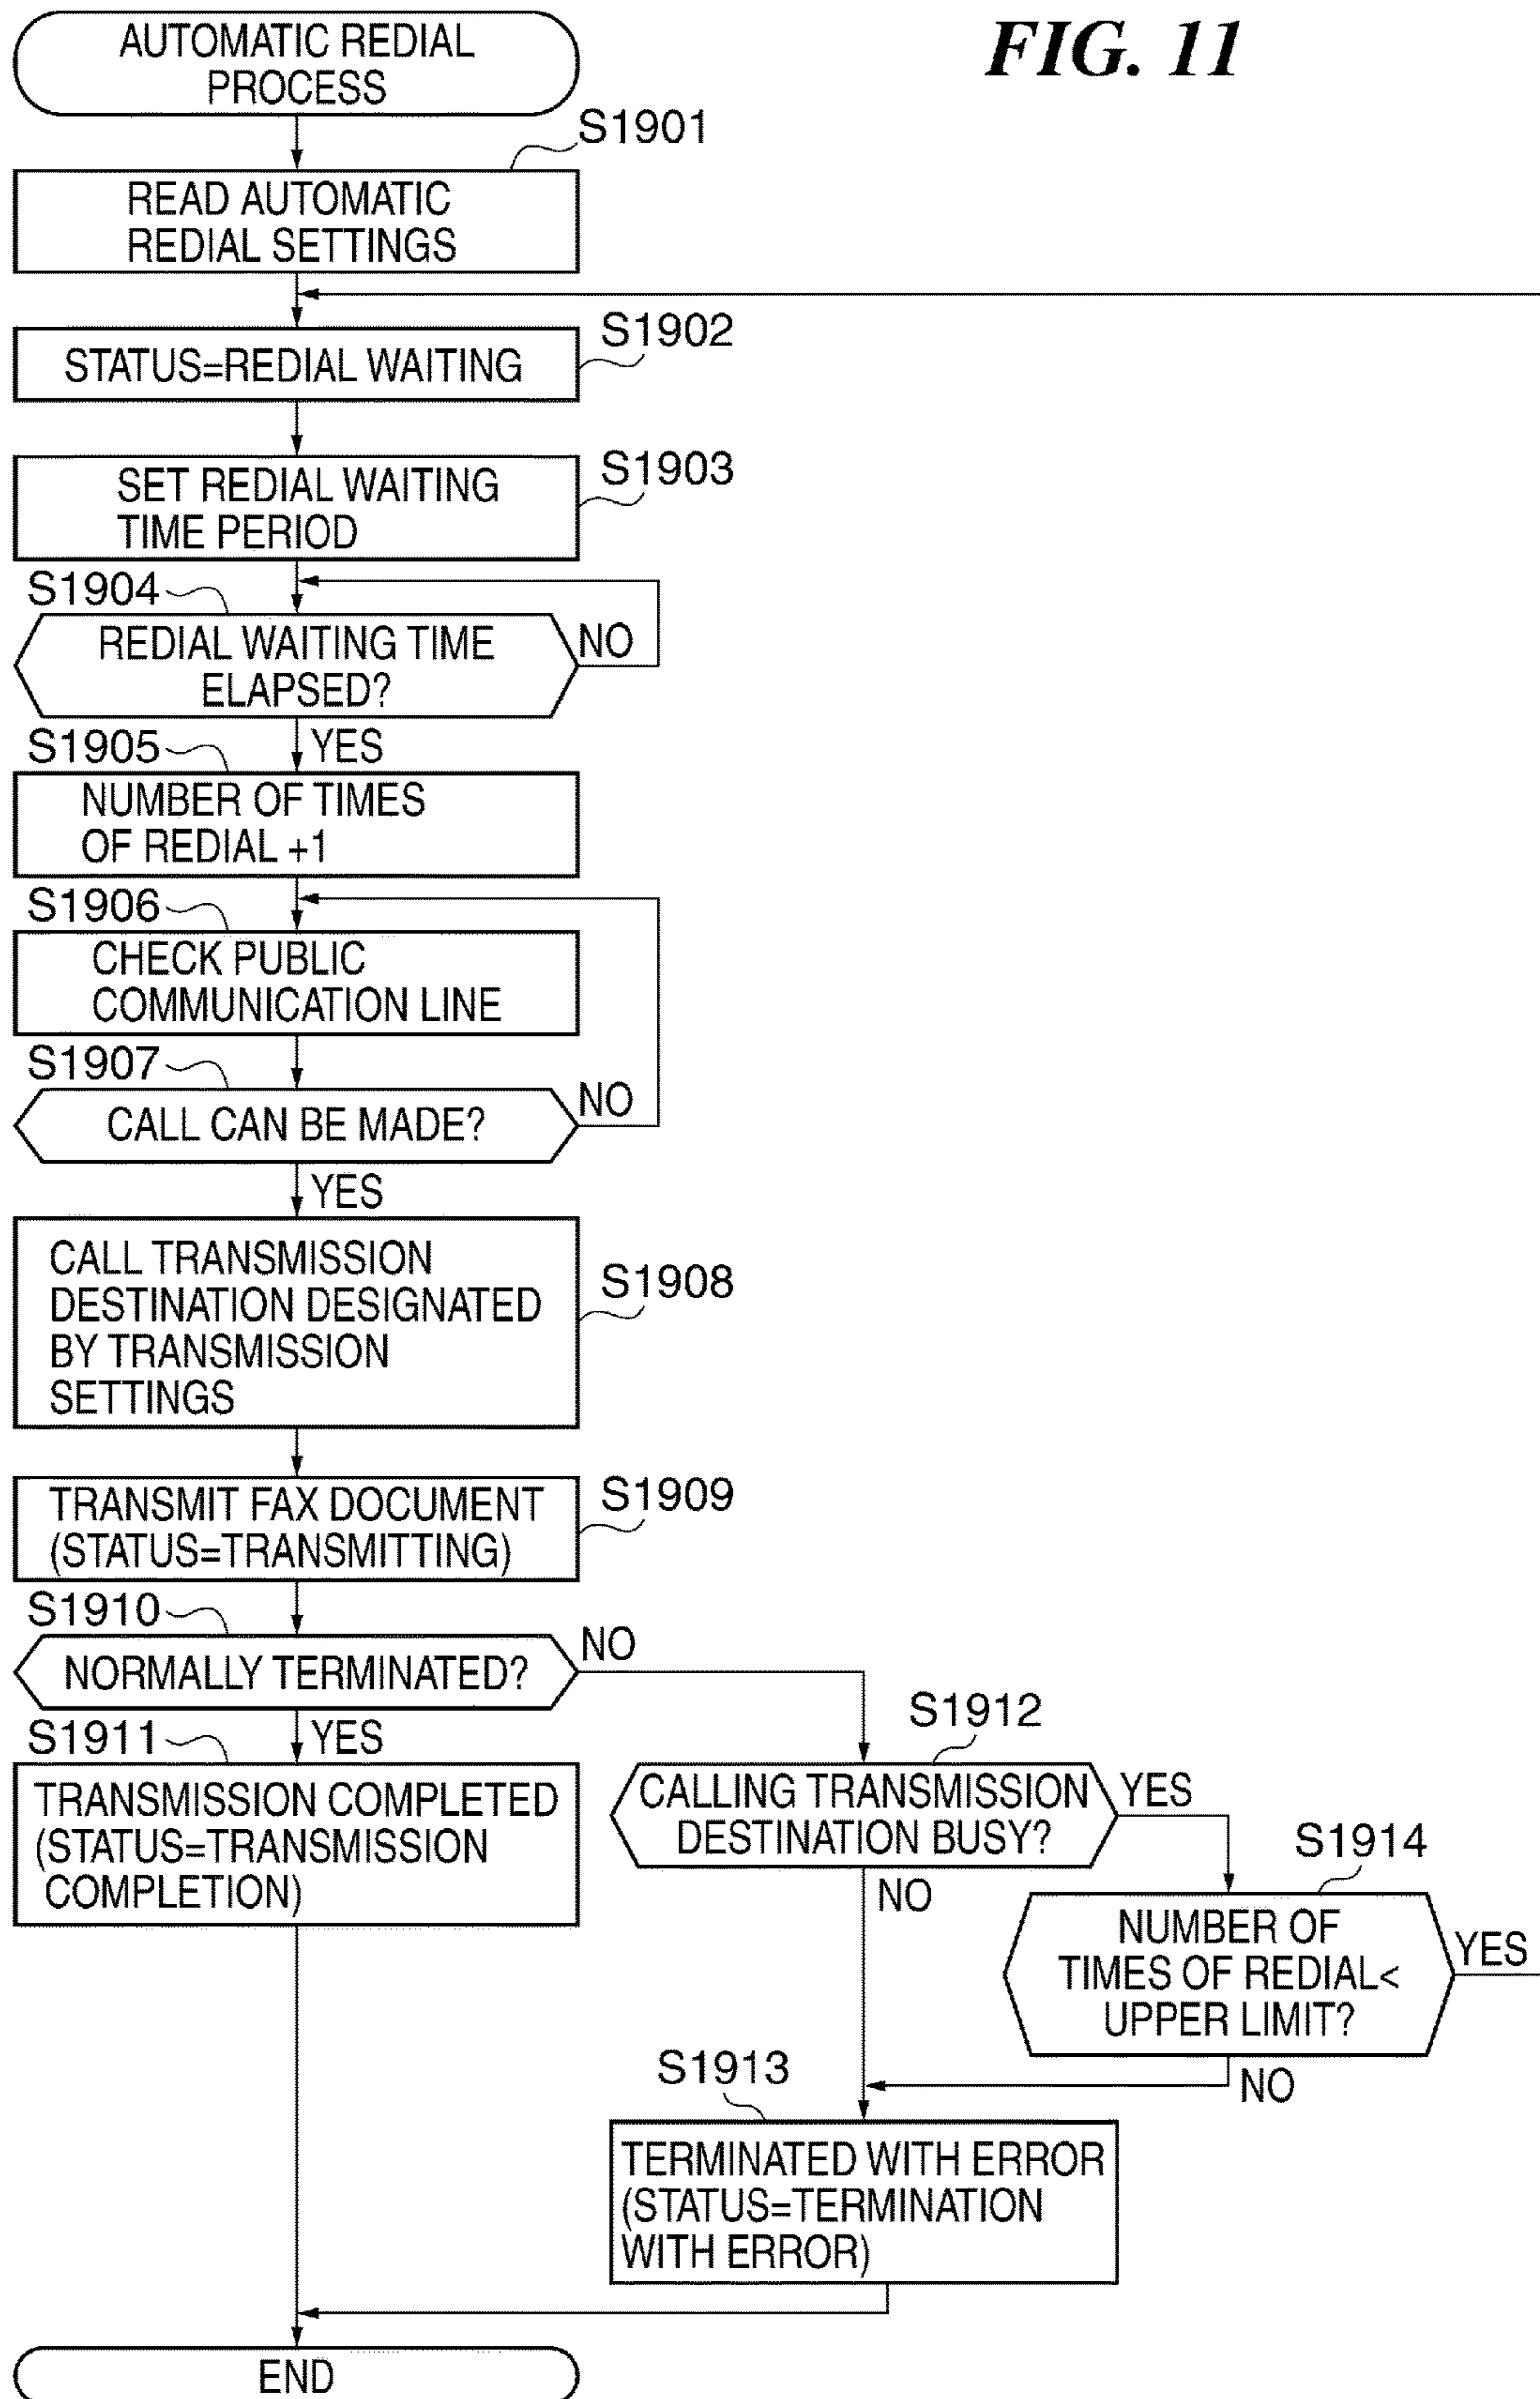 AUTOMATIC REDIAL
PROCESS
FIG. 11
S1901
READ AUTOMATIC
REDIAL SETTINGS
S1902
STATUS=REDIAL WAITING
S1903
SET REDIAL WAITING
TIME PERIOD
S1904
REDIAL WAITING TIME
ELAPSED?
NO
YES
S1905
NUMBER OF TIMES
OF REDIAL +1
S1906
CHECK PUBLIC
COMMUNICATION LINE
S1907
CALL CAN BE MADE?
NO
YES
CALL TRANSMISSION
DESTINATION DESIGNATED
BY TRANSMISSION
SETTINGS
S1908
TRANSMIT FAX DOCUMENT
(STATUS=TRANSMITTING)
S1909
S1910
NORMALLY TERMINATED?
NO
YES
S1911
TRANSMISSION COMPLETED
(STATUS=TRANSMISSION
COMPLETION)
S1912
CALLING TRANSMISSION
DESTINATION BUSY?
YES
NO
S1914
NUMBER OF
TIMES OF REDIAL<
UPPER LIMIT?
YES
NO
S1913
TERMINATED WITH ERROR
(STATUS=TERMINATION
WITH ERROR)
END